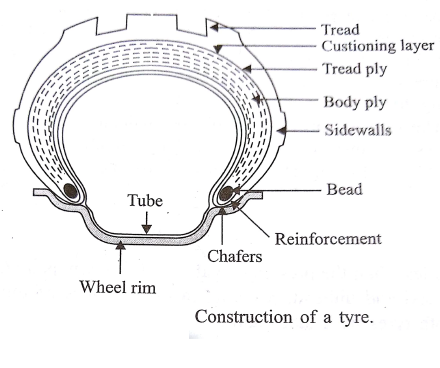 Tread
Custioning layer
Tread ply
Body ply
Sidewalls
Bead
Tube
Reinforcement
Chafers
Wheel rim
Construction of a tyre.